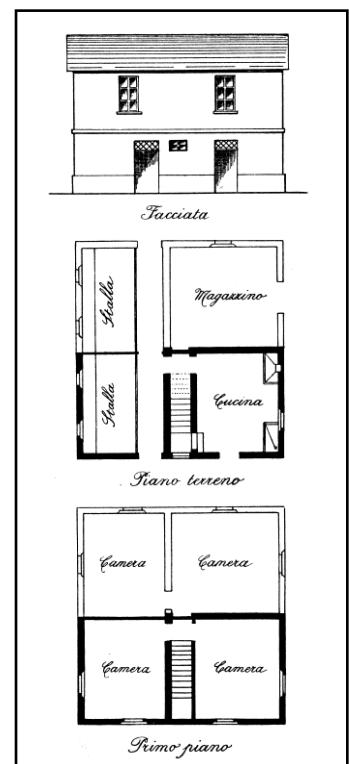 Facciata
Stalla
Magazzino
Stalla
Cucina
Piano terreno
Camera
Camera
Camera
Camera
Primo piano